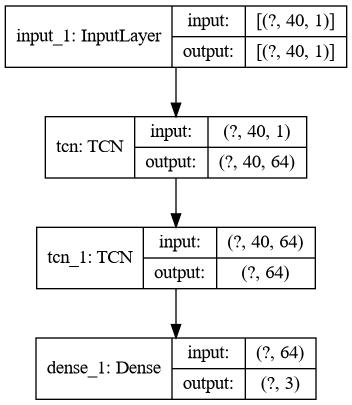 input_1: InputLayer
input: [(?, 40, 1)]
output: [(?, 40, 1)]
tcn: TCN
input: (?, 40, 1)
output: (?, 40, 64)
tcn_1: TCN
input: (?, 40, 64)
output: (?, 64)
dense_1: Dense
input: (?, 64)
output: (?, 3)